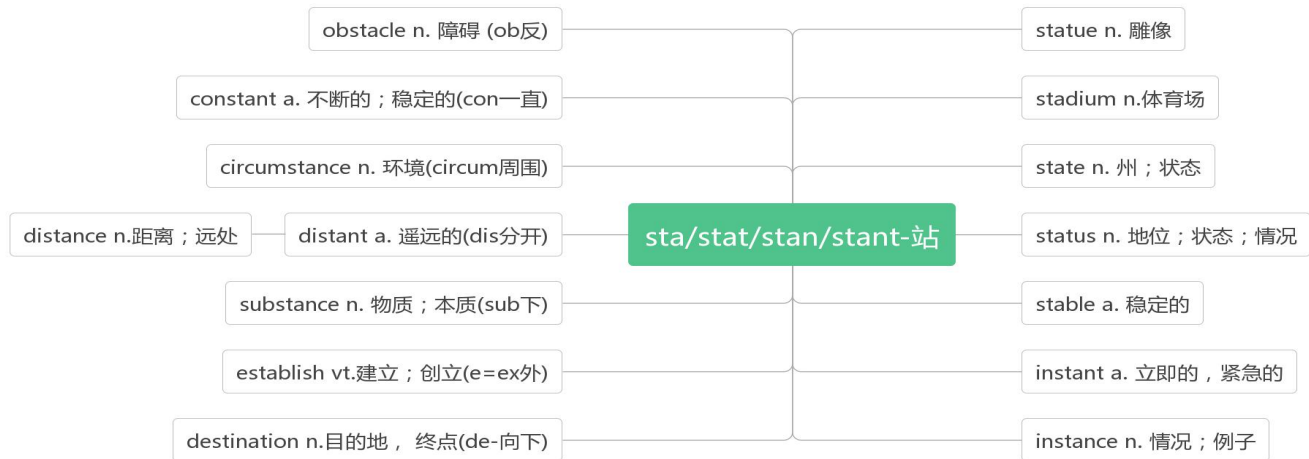 obstacle n. 障碍 (ob反)
constant a. 不断的；稳定的(con一直)
circumstance n. 环境(circum周围)
distance n.距离；远处
distant a. 遥远的(dis分开)
substance n. 物质；本质(sub下)
establish vt.建立；创立(e=ex外)
destination n.目的地， 终点(de-向下)
sta/stat/stan/stant-站
statue n. 雕像
stadium n.体育场
state n. 州；状态
status n. 地位；状态；情况
stable a. 稳定的
instant a. 立即的，紧急的
instance n. 情况；例子